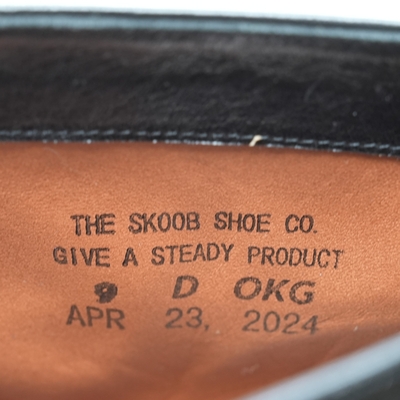 THE SKOOB SHOE CO.
GIVE A STEADY PRODUCT
9 D OKG
APR 23, 2024